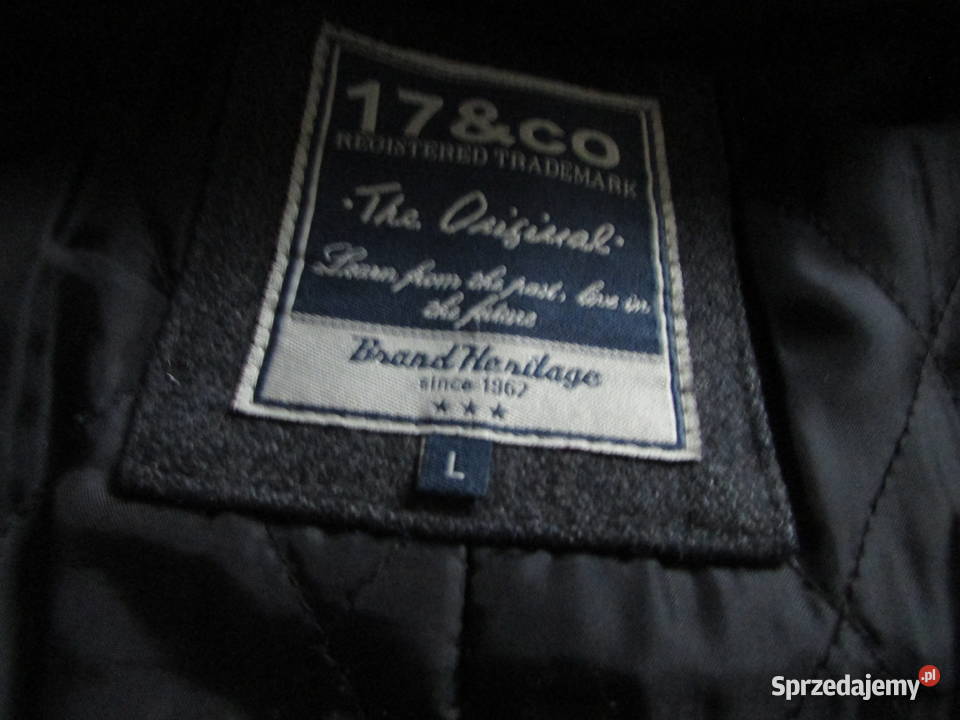 17&CO
REGISTERED TRADEMARK
·The Original·
Learn from the past, live in
the future
Brand Heritage
since 1962
★★★
L
Sprzedajemy.pl